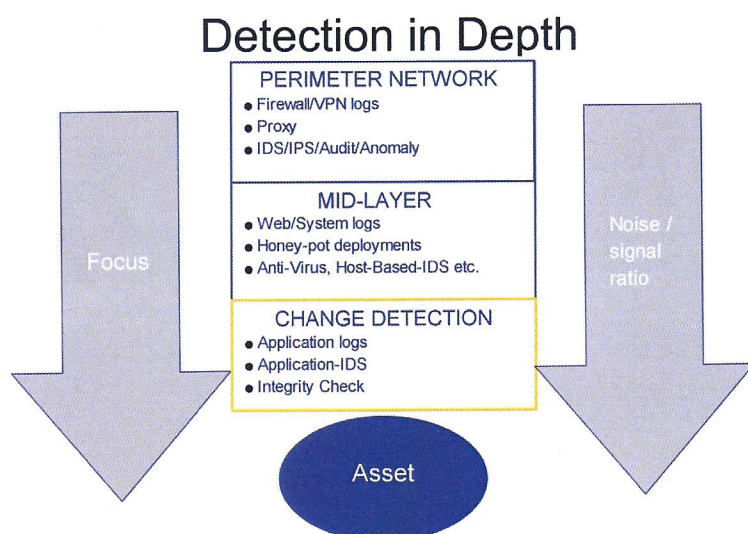 Detection in Depth
PERIMETER NETWORK
● Firewall/VPN logs
● Proxy
● IDS/IPS/Audit/Anomaly
MID-LAYER
● Web/System logs
● Honey-pot deployments
● Anti-Virus, Host-Based-IDS etc.
CHANGE DETECTION
● Application logs
● Application-IDS
● Integrity Check
Asset
Focus
Noise /
signal
ratio